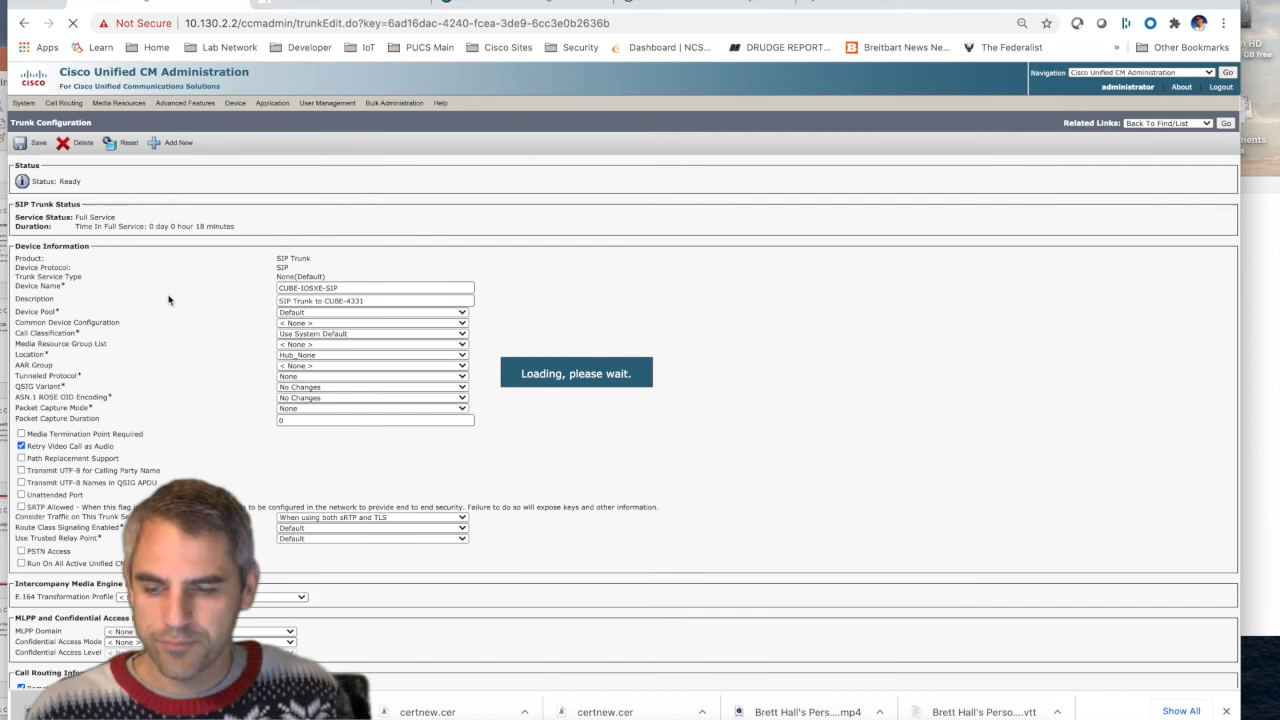 Not Secure 10.130.2.2/ccmadmin/trunkEdit.do?key=6ad16dac-4240-fcea-3de9-6cc3e0b2636b
HD
GB free
Apps Learn Home Lab Network Developer IoT PUCS Main Cisco Sites Security Dashboard | NCS... DRUDGE REPORT... Breitbart News Ne... The Federalist » Other Bookmarks
CISCO
Cisco Unified CM Administration
For Cisco Unified Communications Solutions
Navigation Cisco Unified CM Administration Go
administrator About Logout
System Call Routing Media Resources Advanced Features Device Application User Management Bulk Administration Help
Trunk Configuration
Related Links: Back To Find/List Go
Save Delete Reset Add New
Status
Status: Ready
SIP Trunk Status
Service Status: Full Service
Duration: Time In Full Service: 0 day 0 hour 18 minutes
Device Information
Product: SIP Trunk
Device Protocol: SIP
Trunk Service Type None(Default)
Device Name* CUBE-IOSXE-SIP
Description SIP Trunk to CUBE-4331
Device Pool* Default
Common Device Configuration < None >
Call Classification* Use System Default
Media Resource Group List < None >
Location* Hub_None
AAR Group < None >
Tunneled Protocol* None
QSIG Variant* No Changes
ASN.1 ROSE OID Encoding* No Changes
Packet Capture Mode* None
Packet Capture Duration 0
Loading, please wait.
Media Termination Point Required
Retry Video Call as Audio
Path Replacement Support
Transmit UTF-8 for Calling Party Name
Transmit UTF-8 Names in QSIG APDU
Unattended Port
SRTP Allowed - When this flag is to be configured in the network to provide end to end security. Failure to do so will expose keys and other information.
Consider Traffic on This Trunk When using both sRTP and TLS
Route Class Signaling Enabled* Default
Use Trusted Relay Point* Default
PSTN Access
Run On All Active Unified CM
Intercompany Media Engine
E.164 Transformation Profile
MLPP and Confidential Access
MLPP Domain < None
Confidential Access Mode < None >
Confidential Access Level
Call Routing Info
certnew.cer certnew.cer Brett Hall's Pers....mp4 Brett Hall's Perso....vtt Show All